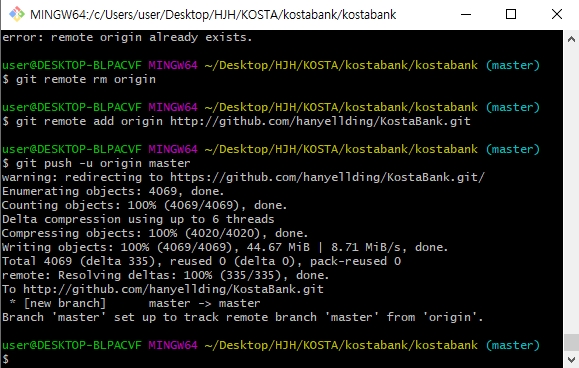 MINGW64:/c/Users/user/Desktop/HJH/KOSTA/kostabank/kostabank
error: remote origin already exists.
user@DESKTOP-BLPACVF MINGW64 ~/Desktop/HJH/KOSTA/kostabank/kostabank (master)
$ git remote rm origin
user@DESKTOP-BLPACVF MINGW64 ~/Desktop/HJH/KOSTA/kostabank/kostabank (master)
$ git remote add origin http://github.com/hanyellding/KostaBank.git
user@DESKTOP-BLPACVF MINGW64 ~/Desktop/HJH/KOSTA/kostabank/kostabank (master)
$ git push -u origin master
warning: redirecting to https://github.com/hanyellding/KostaBank.git/
Enumerating objects: 4069, done.
Counting objects: 100% (4069/4069), done.
Delta compression using up to 6 threads
Compressing objects: 100% (4020/4020), done.
Writing objects: 100% (4069/4069), 44.67 MiB | 8.71 MiB/s, done.
Total 4069 (delta 335), reused 0 (delta 0), pack-reused 0
remote: Resolving deltas: 100% (335/335), done.
To http://github.com/hanyellding/KostaBank.git
 * [new branch]      master -> master
Branch 'master' set up to track remote branch 'master' from 'origin'.
user@DESKTOP-BLPACVF MINGW64 ~/Desktop/HJH/KOSTA/kostabank/kostabank (master)
$